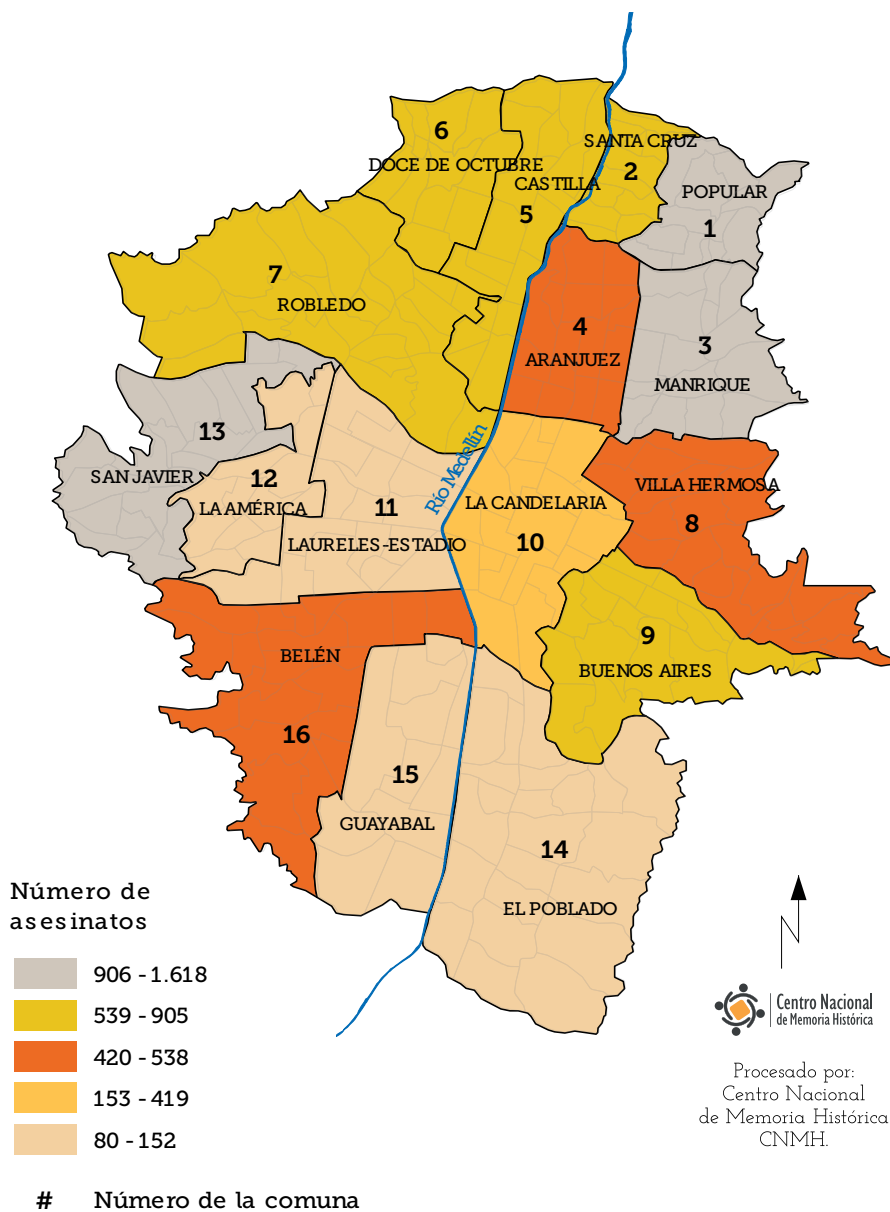 6
DOCE DE OCTUBRE
SANTA CRUZ
2
CASTILLA
5
POPULAR
1
7
ROBLEDO
4
ARANJUEZ
3
MANRIQUE
13
SAN JAVIER
12
LA AMÉRICA
11
LAURELES-ESTADIO
Río Medellín
LA CANDELARIA
10
VILLA HERMOSA
8
9
BUENOS AIRES
BELÉN
16
15
GUAYABAL
14
EL POBLADO
Número de
asesinatos
906 - 1.618
539 - 905
420 - 538
153 - 419
80 - 152
# Número de la comuna
Centro Nacional
de Memoria Histórica
Procesado por:
Centro Nacional
de Memoria Histórica
CNMH.